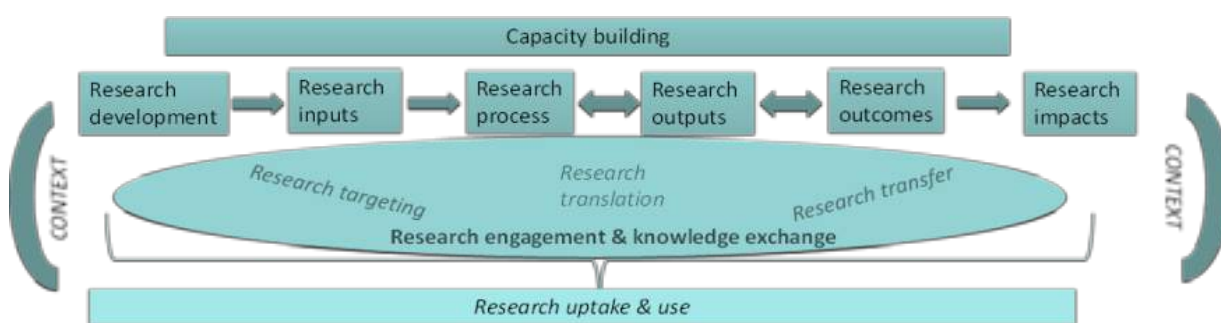 Capacity building
Research
development
Research
inputs
Research
process
Research
outputs
Research
outcomes
Research
impacts
CONTEXT
Research targeting
Research
translation
Research transfer
CONTEXT
Research engagement & knowledge exchange
Research uptake & use